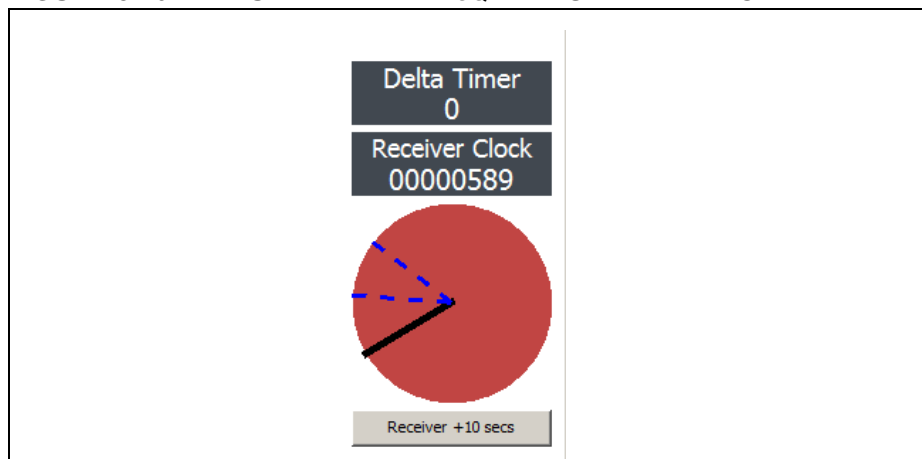 Delta Timer
0
Receiver Clock
00000589
Receiver +10 secs